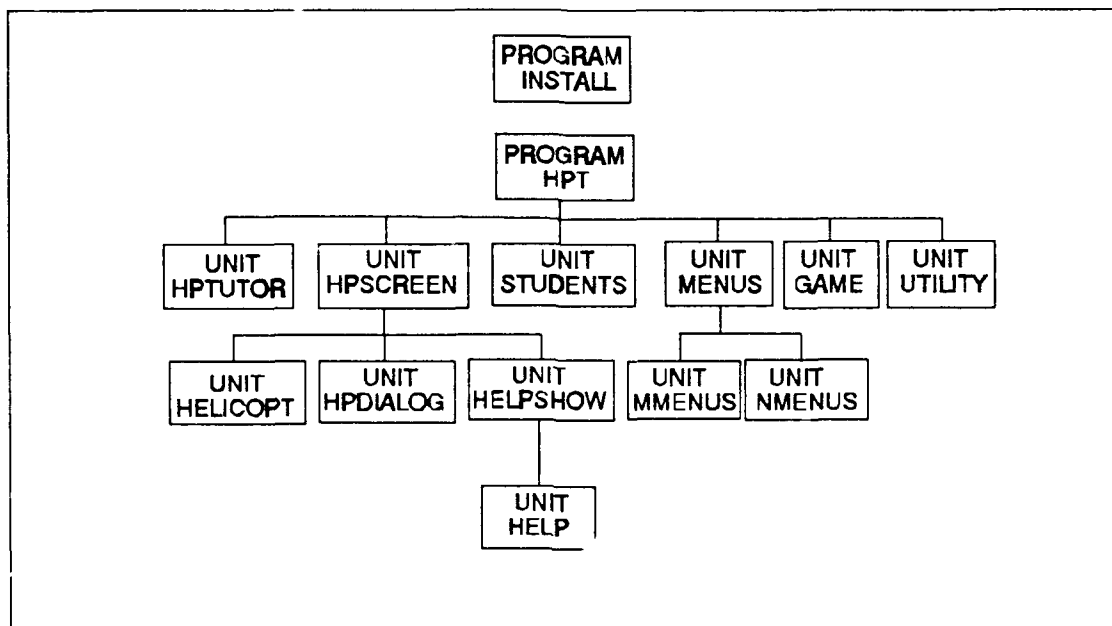 PROGRAM
INSTALL
PROGRAM
HPT
UNIT
HPTUTOR
UNIT
HPSCREEN
UNIT
STUDENTS
UNIT
MENUS
UNIT
GAME
UNIT
UTILITY
UNIT
HELICOPT
UNIT
HPDIALOG
UNIT
HELPSHOW
UNIT
MMENUS
UNIT
NMENUS
UNIT
HELP